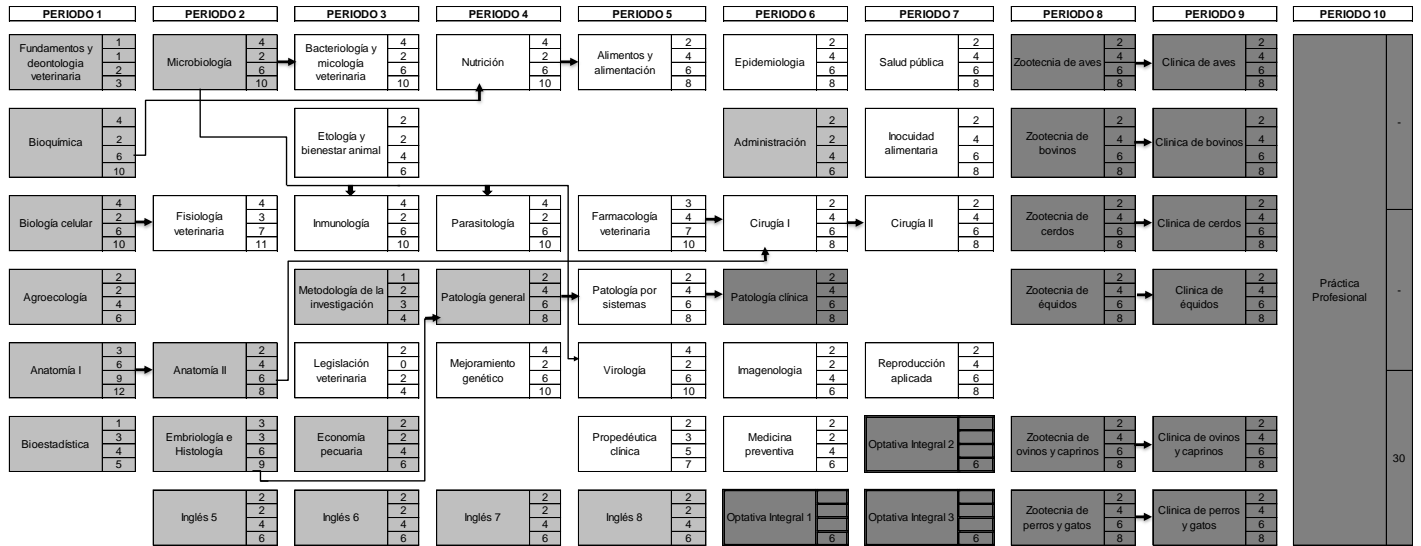 PERIODO 1
PERIODO 2
PERIODO 3
PERIODO 4
PERIODO 5
PERIODO 6
PERIODO 7
PERIODO 8
PERIODO 9
PERIODO 10
Fundamentos y
deontología
veterinaria
1
1
2
3
Microbiología
4
2
6
10
Bacteriología y
micología
veterinaria
4
2
6
10
Nutrición
4
2
6
10
Alimentos y
alimentación
2
4
6
8
Epidemiologia
2
4
6
8
Salud pública
2
4
6
8
Zootecnia de aves
2
4
6
8
Clinica de aves
2
4
6
8
Bioquímica
4
2
6
10
Etología y
bienestar animal
2
2
4
6
Administración
2
2
4
6
Inocuidad
alimentaria
2
4
6
8
Zootecnia de
bovinos
2
4
6
8
Clinica de bovinos
2
4
6
8
-
Biología celular
4
2
6
10
Fisiología
veterinaria
4
3
7
11
Inmunología
4
2
6
10
Parasitología
4
2
6
10
Farmacología
veterinaria
3
4
7
10
Cirugía I
2
4
6
8
Cirugía II
2
4
6
8
Zootecnia de
cerdos
2
4
6
8
Clinica de cerdos
2
4
6
8
Agroecología
2
2
4
6
Metodología de la
investigación
1
2
3
4
Patología general
2
4
6
8
Patología por
sistemas
2
4
6
8
Patología clínica
2
4
6
8
Zootecnia de
équidos
2
4
6
8
Clinica de
équidos
2
4
6
8
Práctica
Profesional
-
Anatomía I
3
6
9
12
Anatomía II
2
4
6
8
Legislación
veterinaria
2
0
2
4
Mejoramiento
genético
4
2
6
10
Virología
4
2
6
10
Imagenologia
2
2
4
6
Reproducción
aplicada
2
4
6
8
Bioestadística
1
3
4
5
Embriología e
Histología
3
3
6
9
Economía
pecuaria
2
2
4
6
Propedéutica
clínica
2
3
5
7
Medicina
preventiva
2
2
4
6
Optativa Integral 2
6
Zootecnia de
ovinos y caprinos
2
4
6
8
Clinica de ovinos
y caprinos
2
4
6
8
30
Inglés 5
2
2
4
6
Inglés 6
2
2
4
6
Inglés 7
2
2
4
6
Inglés 8
2
2
4
6
Optativa Integral 1
6
Optativa Integral 3
6
Zootecnia de
perros y gatos
2
4
6
8
Clinica de perros
y gatos
2
4
6
8